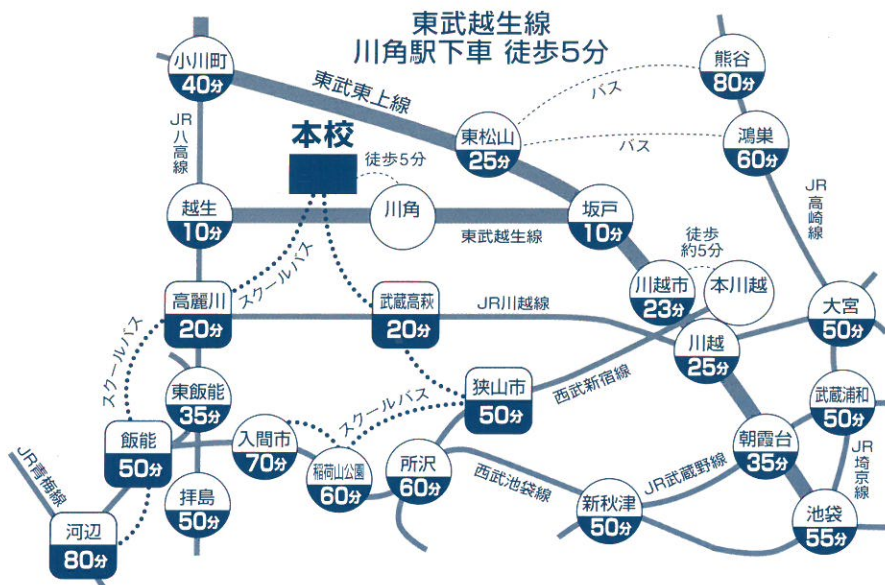 東武越生線
川角駅下車 徒歩5分
小川町
40分
東武東上線
熊谷
80分
バス
JR八高線
本校
徒歩5分
東松山
25分
バス
鴻巣
60分
JR高崎線
越生
10分
川角
東武越生線
坂戸
10分
徒歩
約5分
スクールバス
高麗川
20分
武蔵高萩
20分
JR川越線
川越市
23分
本川越
大宮
50分
川越
25分
スクールバス
東飯能
35分
狭山市
50分
西武新宿線
武蔵浦和
50分
スクールバス
飯能
50分
入間市
70分
稲荷山公園
60分
所沢
60分
朝霞台
35分
JR埼京線
JR青梅線
拝島
50分
西武池袋線
JR武蔵野線
新秋津
50分
池袋
55分
河辺
80分